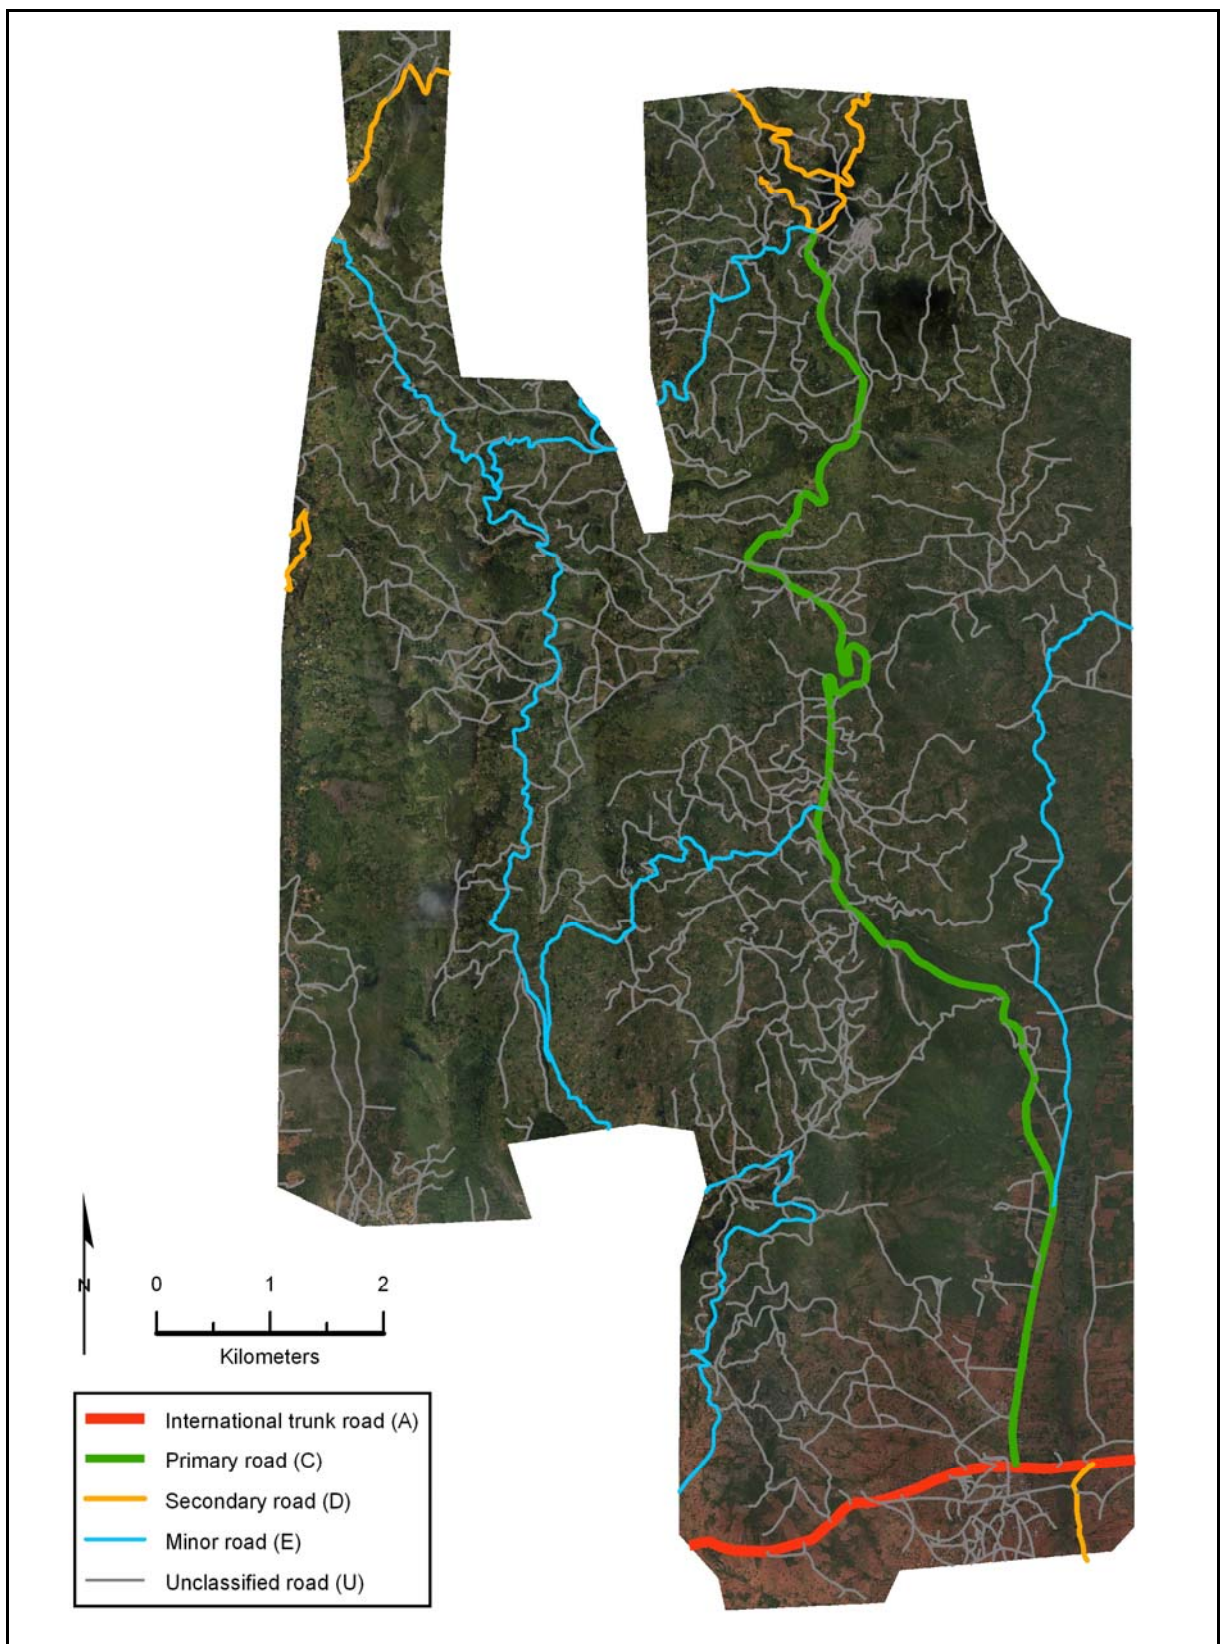 N
0 1 2
Kilometers
International trunk road (A)
Primary road (C)
Secondary road (D)
Minor road (E)
Unclassified road (U)